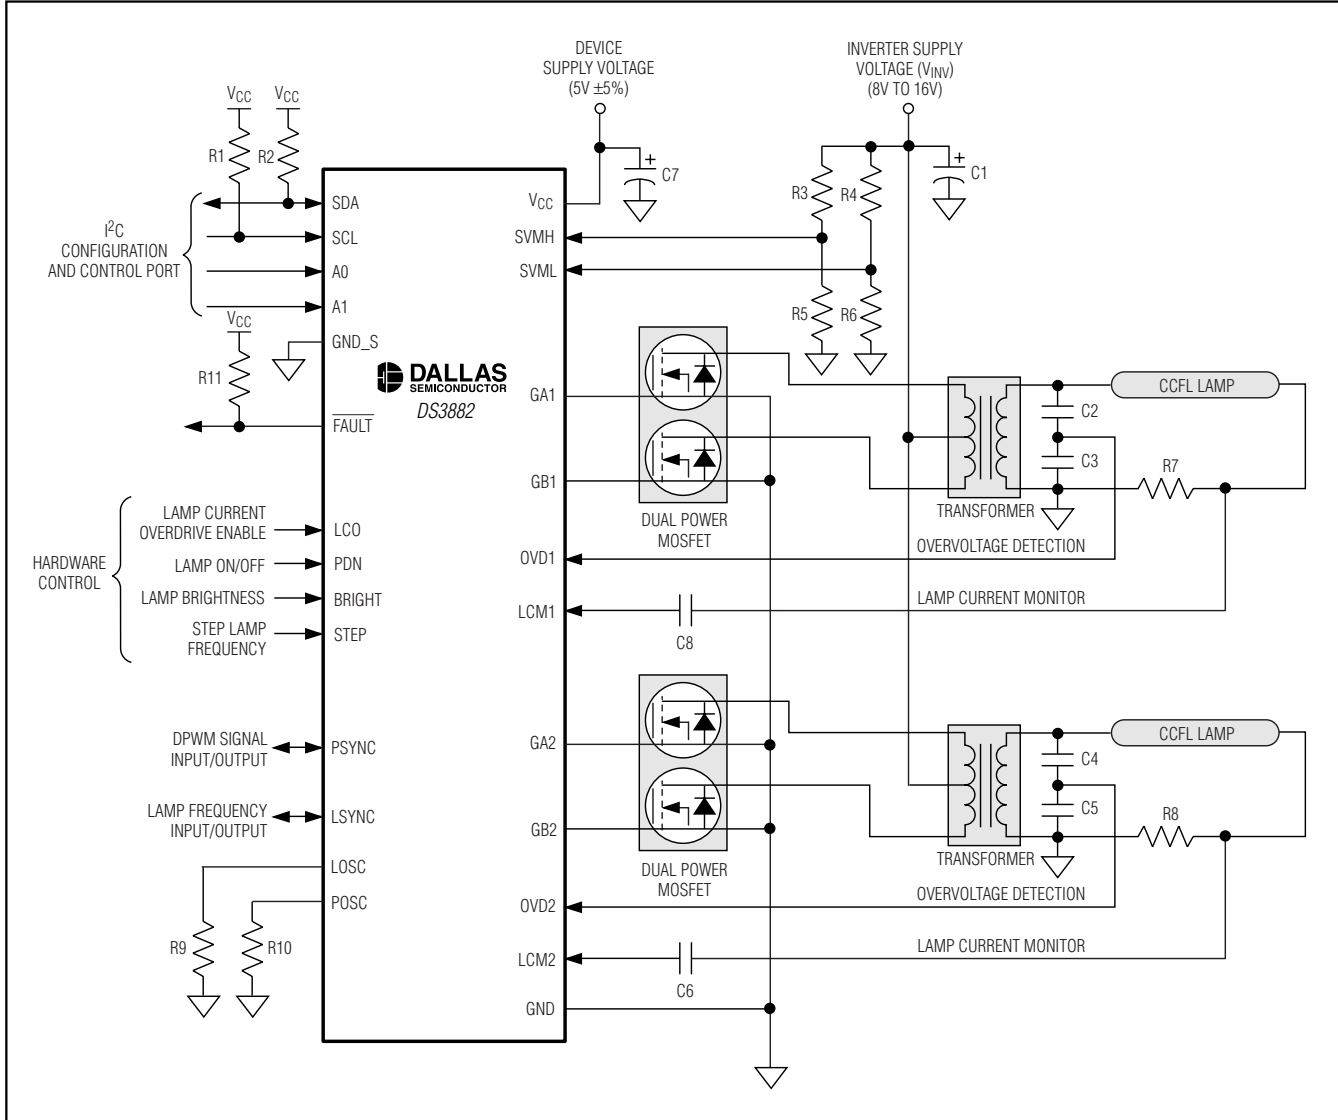 DEVICE
SUPPLY VOLTAGE
(5V ±5%)
INVERTER SUPPLY
VOLTAGE (VINV)
(8V TO 16V)
VCC
VCC
R1
R2
C7
C1
R3
R4
R5
R6
I2C
CONFIGURATION
AND CONTROL PORT
SDA
SCL
A0
A1
GND_S
VCC
SVMH
SVML
VCC
R11
FAULT
DALLAS
SEMICONDUCTOR
DS3882
GA1
GB1
DUAL POWER
MOSFET
TRANSFORMER
C2
C3
CCFL LAMP
R7
HARDWARE
CONTROL
LAMP CURRENT
OVERDRIVE ENABLE
LAMP ON/OFF
LAMP BRIGHTNESS
STEP LAMP
FREQUENCY
LCO
PDN
BRIGHT
STEP
OVD1
OVERVOLTAGE DETECTION
LCM1
C8
LAMP CURRENT MONITOR
DPWM SIGNAL
INPUT/OUTPUT
PSYNC
LAMP FREQUENCY
INPUT/OUTPUT
LSYNC
LOSC
POSC
R9
R10
GA2
GB2
DUAL POWER
MOSFET
TRANSFORMER
C4
C5
CCFL LAMP
R8
OVD2
OVERVOLTAGE DETECTION
LCM2
C6
LAMP CURRENT MONITOR
GND